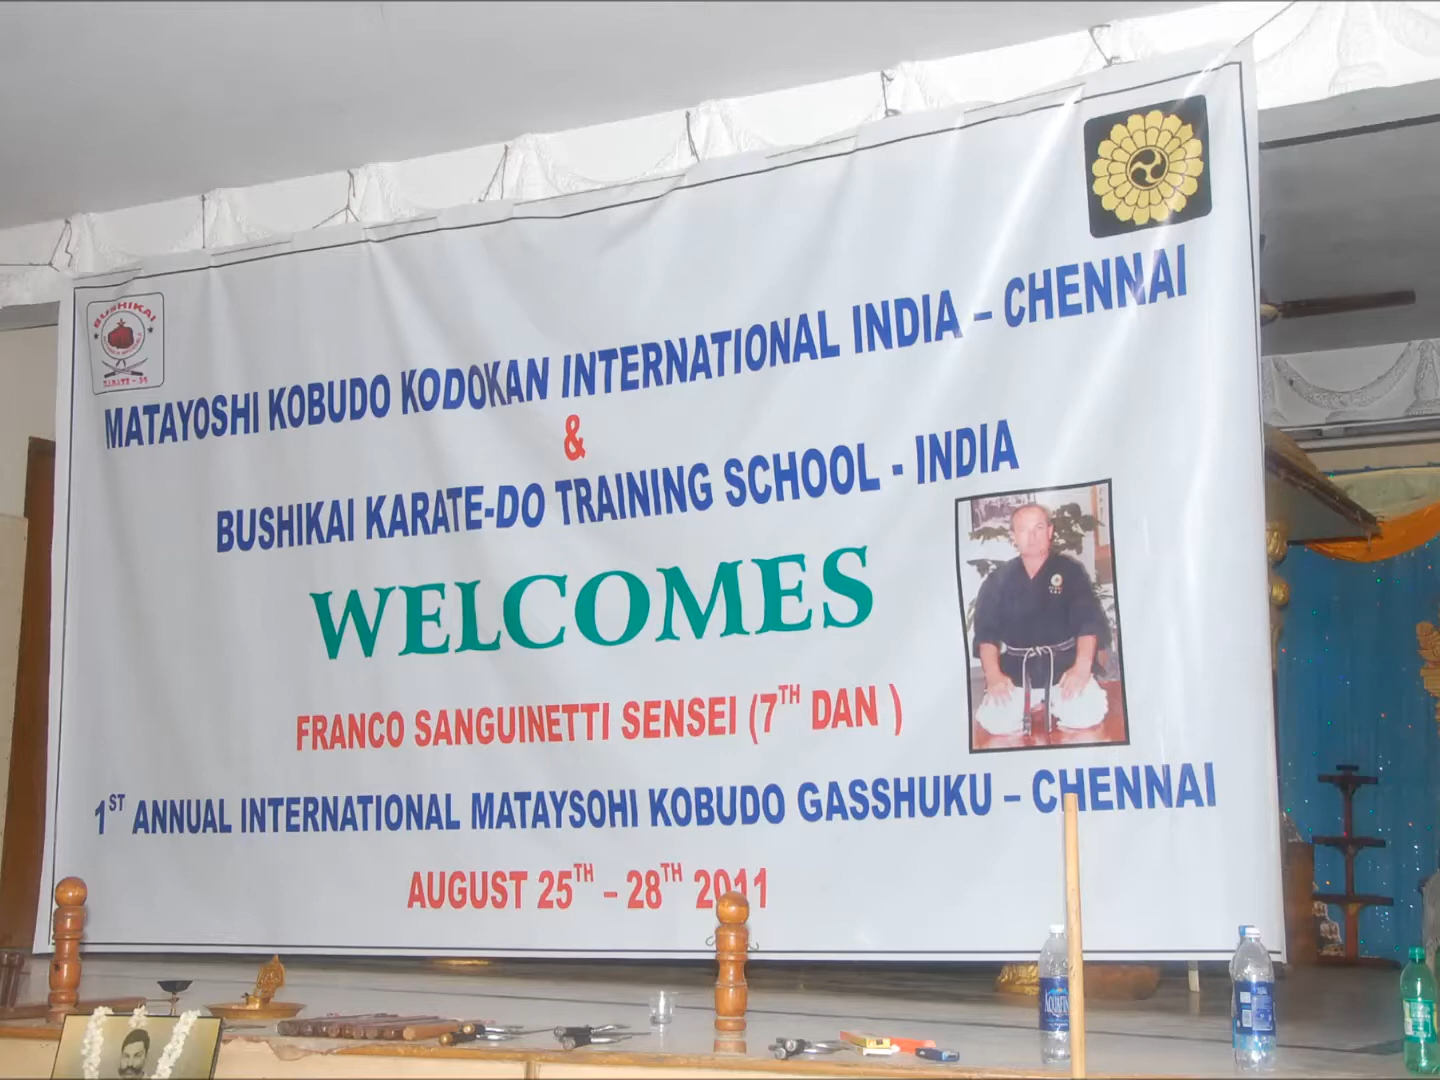 BUSHIKAI
MATAYOSHI KOBUDO KODOKAN INTERNATIONAL INDIA – CHENNAI
&
BUSHIKAI KARATE-DO TRAINING SCHOOL - INDIA
WELCOMES
FRANCO SANGUINETTI SENSEI (7TH DAN )
1ST ANNUAL INTERNATIONAL MATAYSOHI KOBUDO GASSHUKU – CHENNAI
AUGUST 25TH – 28TH 2011